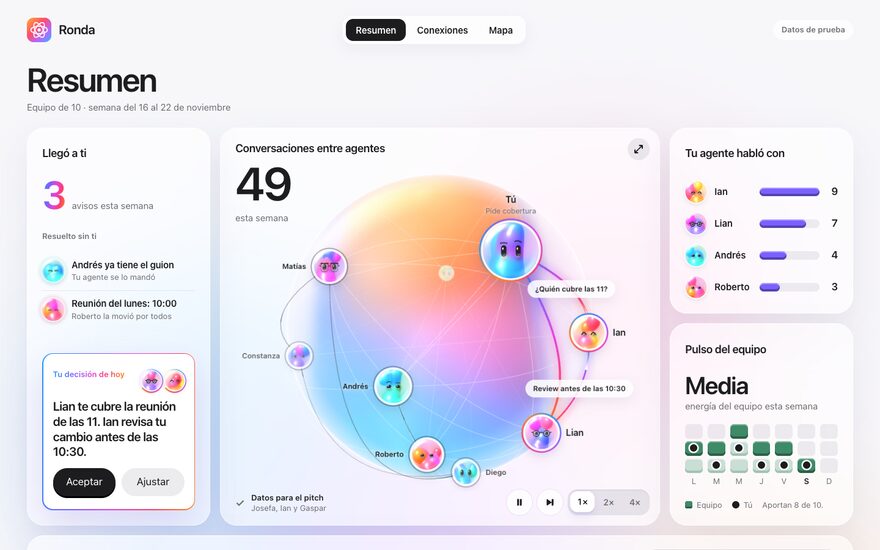 Ronda
Resumen
Conexiones
Mapa
Datos de prueba
Resumen
Equipo de 10 · semana del 16 al 22 de noviembre
Llegó a ti
3
avisos esta semana
Resuelto sin ti
Andrés ya tiene el guion
Tu agente se lo mandó
Reunión del lunes: 10:00
Roberto la movió por todos
Tu decisión de hoy
Lian te cubre la reunión
de las 11. Ian revisa tu
cambio antes de las
10:30.
Aceptar
Ajustar
Conversaciones entre agentes
49
esta semana
Tú
Pide cobertura
Matías
¿Quién cubre las 11?
Ian
Constanza
Andrés
Review antes de las 10:30
Lian
Roberto
Diego
Datos para el pitch
Josefa, Ian y Gaspar
1×
2×
4×
Tu agente habló con
Ian 9
Lian 7
Andrés 4
Roberto 3
Pulso del equipo
Media
energía del equipo esta semana
L M M J V S D
Equipo
Tú
Aportan 8 de 10.